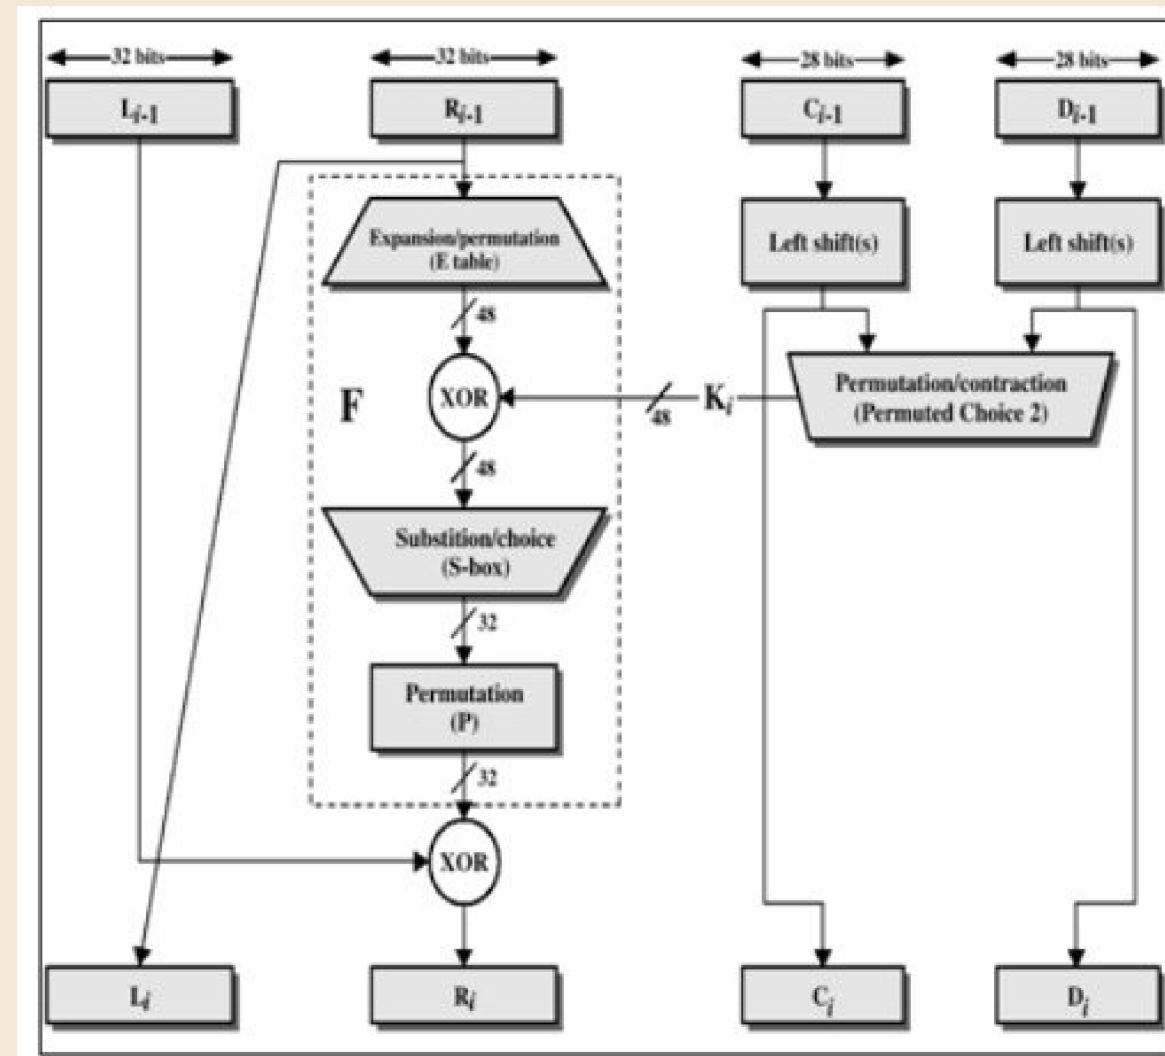 32 bits
32 bits
28 bits
28 bits
Li-1
Ri-1
Ci-1
Di-1
Expansion/permutation
(E table)
Left shift(s)
Left shift(s)
48
F
XOR
48
Ki
Permutation/contraction
(Permuted Choice 2)
48
Substition/choice
(S-box)
32
Permutation
(P)
32
XOR
Li
Ri
Ci
Di